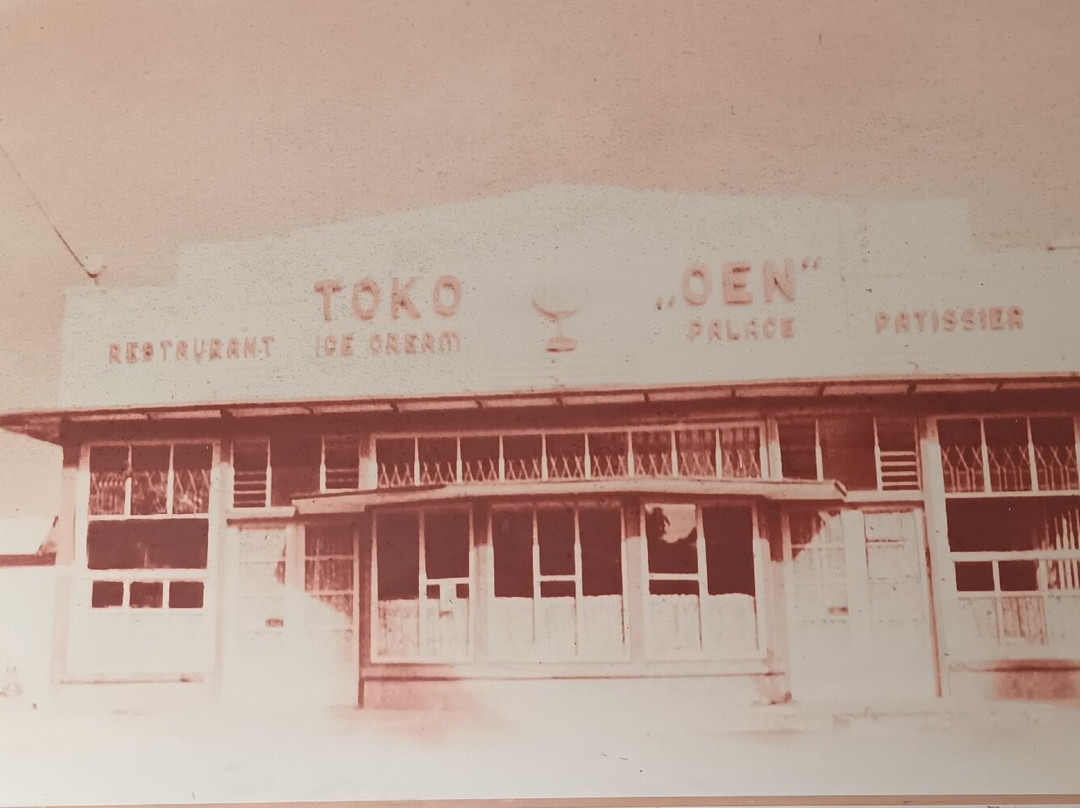 TOKO „OEN“
RESTAURANT ICE CREAM PALACE PATISSIER